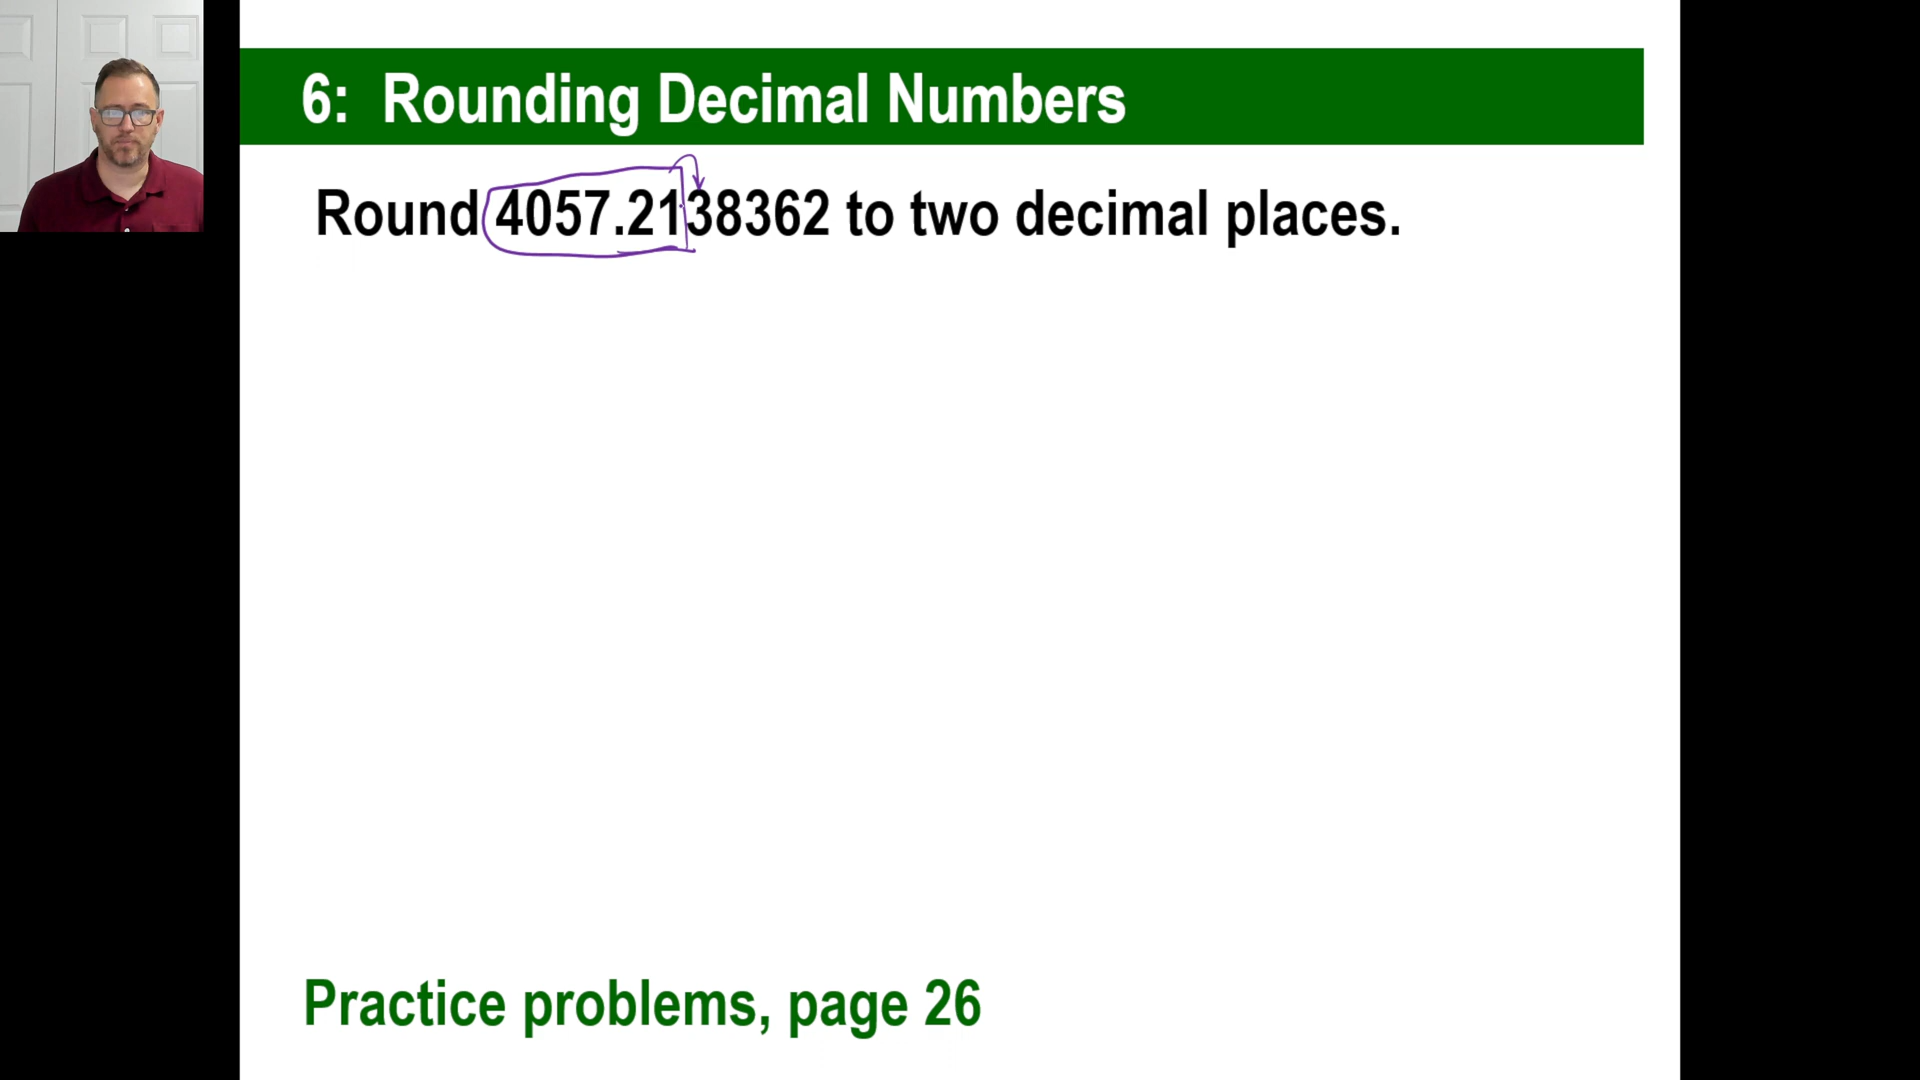 6: Rounding Decimal Numbers
Round 4057.2138362 to two decimal places.
Practice problems, page 26